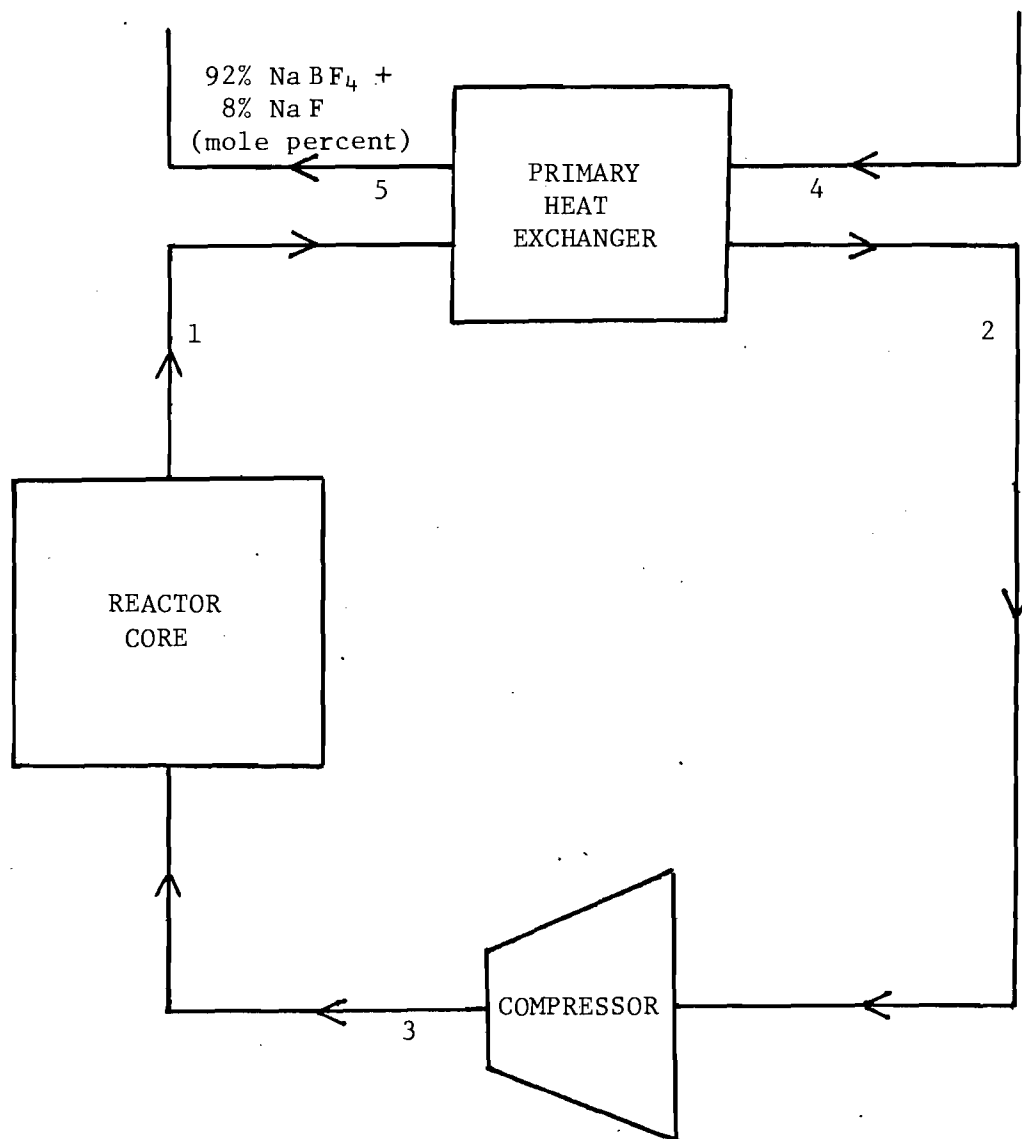 92% NaBF₄ +
8% NaF
(mole percent)
5
PRIMARY
HEAT
EXCHANGER
4
1
2
REACTOR
CORE
COMPRESSOR
3